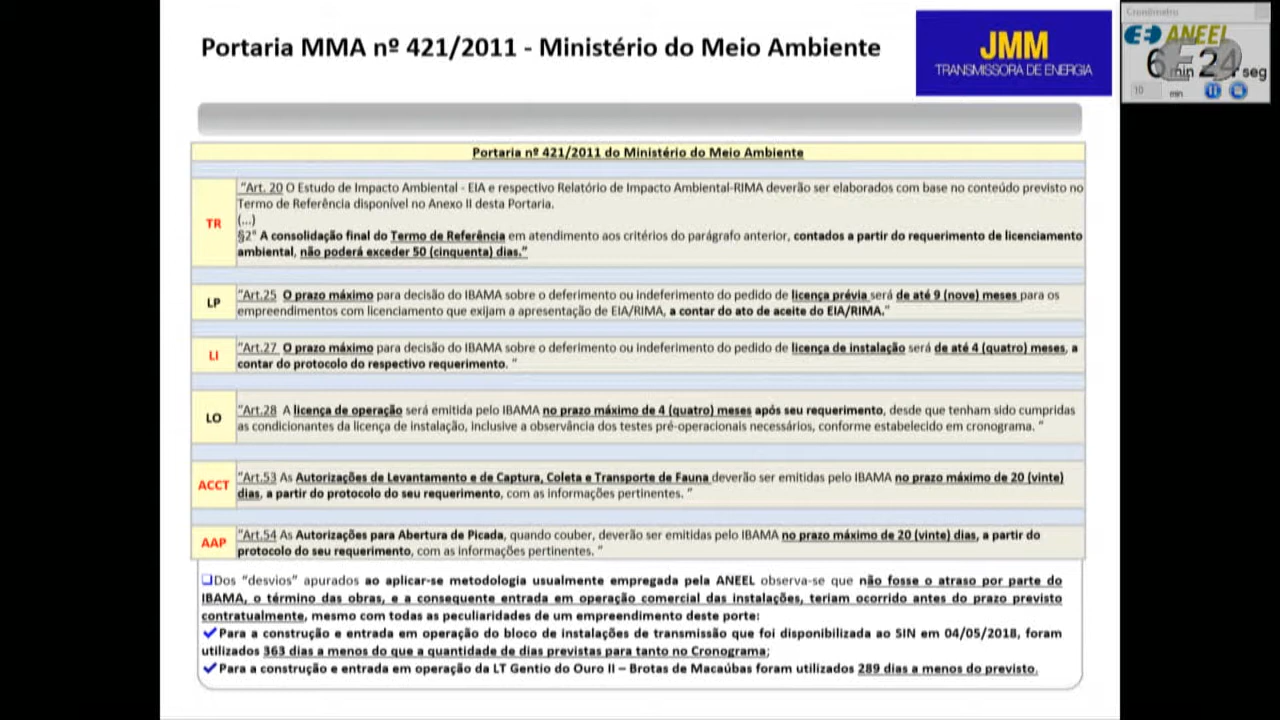 Portaria MMA nº 421/2011 - Ministério do Meio Ambiente
JMM
TRANSMISSORA DE ENERGIA
Cronômetro
ANEEL
6 min 24 seg
10 min
Portaria nº 421/2011 do Ministério do Meio Ambiente
TR
"Art. 20 O Estudo de Impacto Ambiental - EIA e respectivo Relatório de Impacto Ambiental-RIMA deverão ser elaborados com base no conteúdo previsto no
Termo de Referência disponível no Anexo II desta Portaria.
(...)
§2° A consolidação final do Termo de Referência em atendimento aos critérios do parágrafo anterior, contados a partir do requerimento de licenciamento
ambiental, não poderá exceder 50 (cinquenta) dias."
LP
"Art.25 O prazo máximo para decisão do IBAMA sobre o deferimento ou indeferimento do pedido de licença prévia será de até 9 (nove) meses para os
empreendimentos com licenciamento que exijam a apresentação de EIA/RIMA, a contar do ato de aceite do EIA/RIMA."
LI
"Art.27 O prazo máximo para decisão do IBAMA sobre o deferimento ou indeferimento do pedido de licença de instalação será de até 4 (quatro) meses, a
contar do protocolo do respectivo requerimento. "
LO
"Art.28 A licença de operação será emitida pelo IBAMA no prazo máximo de 4 (quatro) meses após seu requerimento, desde que tenham sido cumpridas
as condicionantes da licença de instalação, inclusive a observância dos testes pré-operacionais necessários, conforme estabelecido em cronograma. "
ACCT
"Art.53 As Autorizações de Levantamento e de Captura, Coleta e Transporte de Fauna deverão ser emitidas pelo IBAMA no prazo máximo de 20 (vinte)
dias, a partir do protocolo do seu requerimento, com as informações pertinentes. "
AAP
"Art.54 As Autorizações para Abertura de Picada, quando couber, deverão ser emitidas pelo IBAMA no prazo máximo de 20 (vinte) dias, a partir do
protocolo do seu requerimento, com as informações pertinentes. "
❑Dos "desvios" apurados ao aplicar-se metodologia usualmente empregada pela ANEEL observa-se que não fosse o atraso por parte do
IBAMA, o término das obras, e a consequente entrada em operação comercial das instalações, teriam ocorrido antes do prazo previsto
contratualmente, mesmo com todas as peculiaridades de um empreendimento deste porte:
✔Para a construção e entrada em operação do bloco de instalações de transmissão que foi disponibilizada ao SIN em 04/05/2018, foram
utilizados 363 dias a menos do que a quantidade de dias previstas para tanto no Cronograma;
✔Para a construção e entrada em operação da LT Gentio do Ouro II – Brotas de Macaúbas foram utilizados 289 dias a menos do previsto.